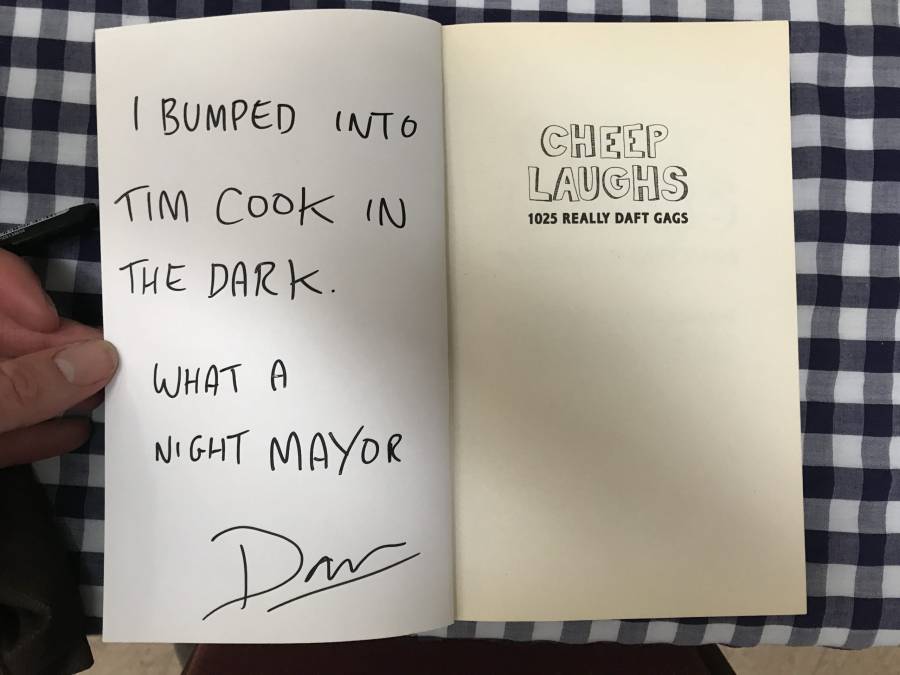 I BUMPED INTO
TIM COOK IN
THE DARK.
WHAT A
NIGHT MAYOR
CHEEP
LAUGHS
1025 REALLY DAFT GAGS